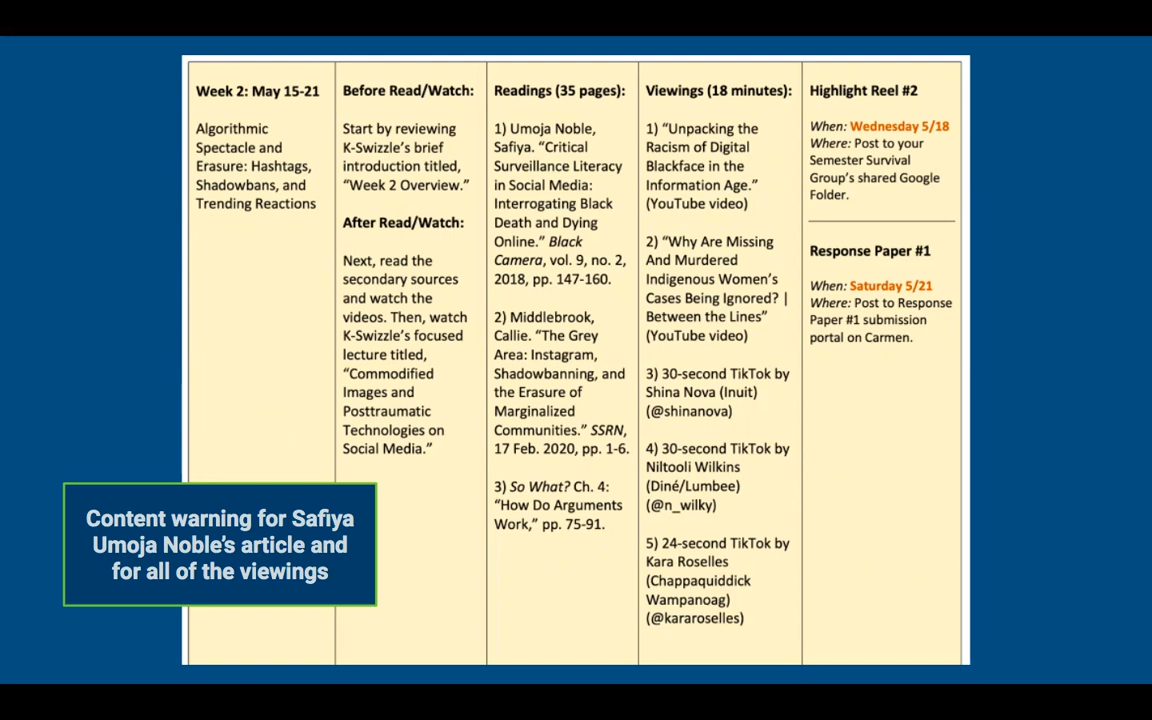 Week 2: May 15-21
Algorithmic
Spectacle and
Erasure: Hashtags,
Shadowbans, and
Trending Reactions
Before Read/Watch:
Start by reviewing
K-Swizzle's brief
introduction titled,
"Week 2 Overview."
After Read/Watch:
Next, read the
secondary sources
and watch the
videos. Then, watch
K-Swizzle's focused
lecture titled,
"Commodified
Images and
Posttraumatic
Technologies on
Social Media."
Readings (35 pages):
1) Umoja Noble,
Safiya. "Critical
Surveillance Literacy
in Social Media:
Interrogating Black
Death and Dying
Online." Black
Camera, vol. 9, no. 2,
2018, pp. 147-160.
2) Middlebrook,
Callie. "The Grey
Area: Instagram,
Shadowbanning, and
the Erasure of
Marginalized
Communities." SSRN,
17 Feb. 2020, pp. 1-6.
3) So What? Ch. 4:
"How Do Arguments
Work," pp. 75-91.
Viewings (18 minutes):
1) "Unpacking the
Racism of Digital
Blackface in the
Information Age."
(YouTube video)
2) "Why Are Missing
And Murdered
Indigenous Women's
Cases Being Ignored? |
Between the Lines"
(YouTube video)
3) 30-second TikTok by
Shina Nova (Inuit)
(@shinanova)
4) 30-second TikTok by
Niltooli Wilkins
(Diné/Lumbee)
(@n_wilky)
5) 24-second TikTok by
Kara Roselles
(Chappaquiddick
Wampanoag)
(@kararoselles)
Highlight Reel #2
When: Wednesday 5/18
Where: Post to your
Semester Survival
Group's shared Google
Folder.
Response Paper #1
When: Saturday 5/21
Where: Post to Response
Paper #1 submission
portal on Carmen.
Content warning for Safiya
Umoja Noble's article and
for all of the viewings